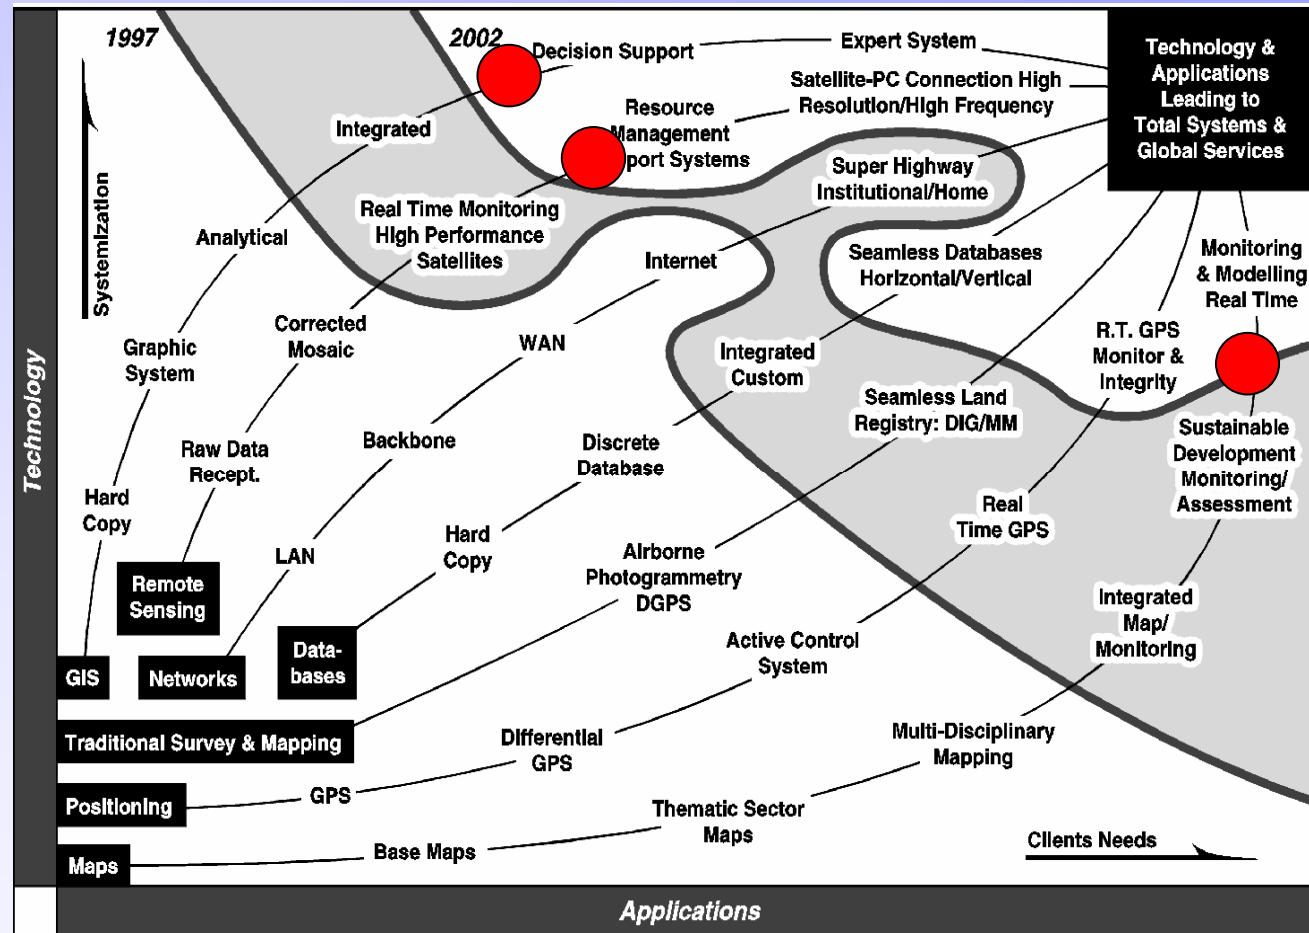 1997
2002
Decision Support
Expert System
Technology &
Applications
Leading to
Total Systems &
Global Services
Satellite-PC Connection High
Resolution/High Frequency
Resource
Management
port Systems
Integrated
Super Highway
Institutional/Home
Systemization
Real Time Monitoring
High Performance
Satellites
Analytical
Internet
Seamless Databases
Horizontal/Vertical
Monitoring
& Modelling
Real Time
Corrected
Mosaic
WAN
Graphic
System
Integrated
Custom
R.T. GPS
Monitor &
Integrity
Technology
Seamless Land
Registry: DIG/MM
Backbone
Raw Data
Recept.
Discrete
Database
Sustainable
Development
Monitoring/
Assessment
Hard
Copy
Real
Time GPS
LAN
Hard
Copy
Airborne
Photogrammetry
DGPS
Remote
Sensing
Integrated
Map/
Monitoring
GIS
Networks
Data-
bases
Active Control
System
Traditional Survey & Mapping
Differential
GPS
Multi-Disciplinary
Mapping
Positioning
GPS
Thematic Sector
Maps
Clients Needs
Maps
Base Maps
Applications